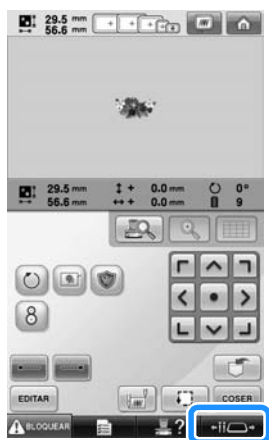 29.5 mm
56.6 mm
29.5 mm + 0.0 mm 0°
56.6 mm + 0.0 mm 9
8
EDITAR COSER
BLOQUEAR ?